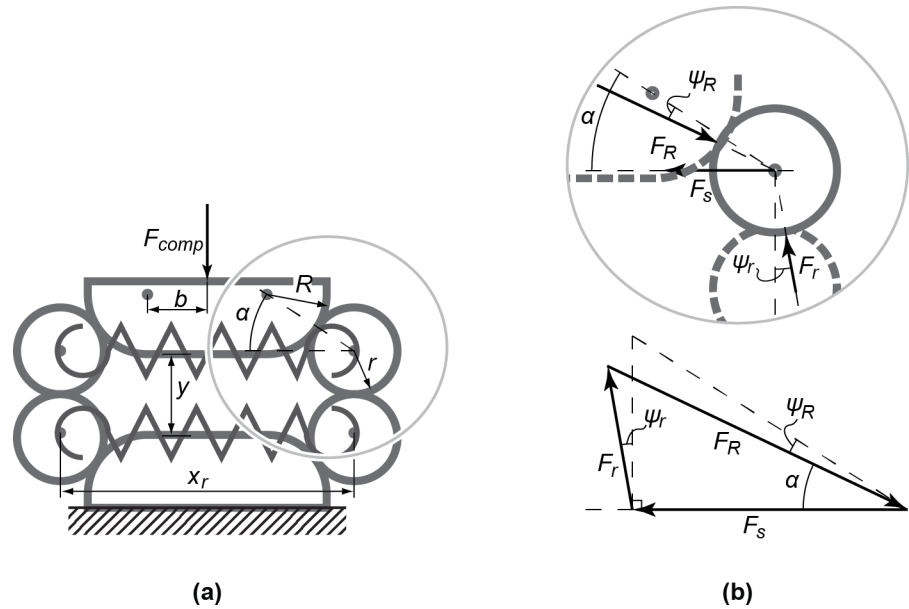 F_comp
b
R
α
r
y
x_r
(a)
ψ_R
α
F_R
F_s
ψ_r
F_r
ψ_r
ψ_R
F_R
F_r
α
F_s
(b)